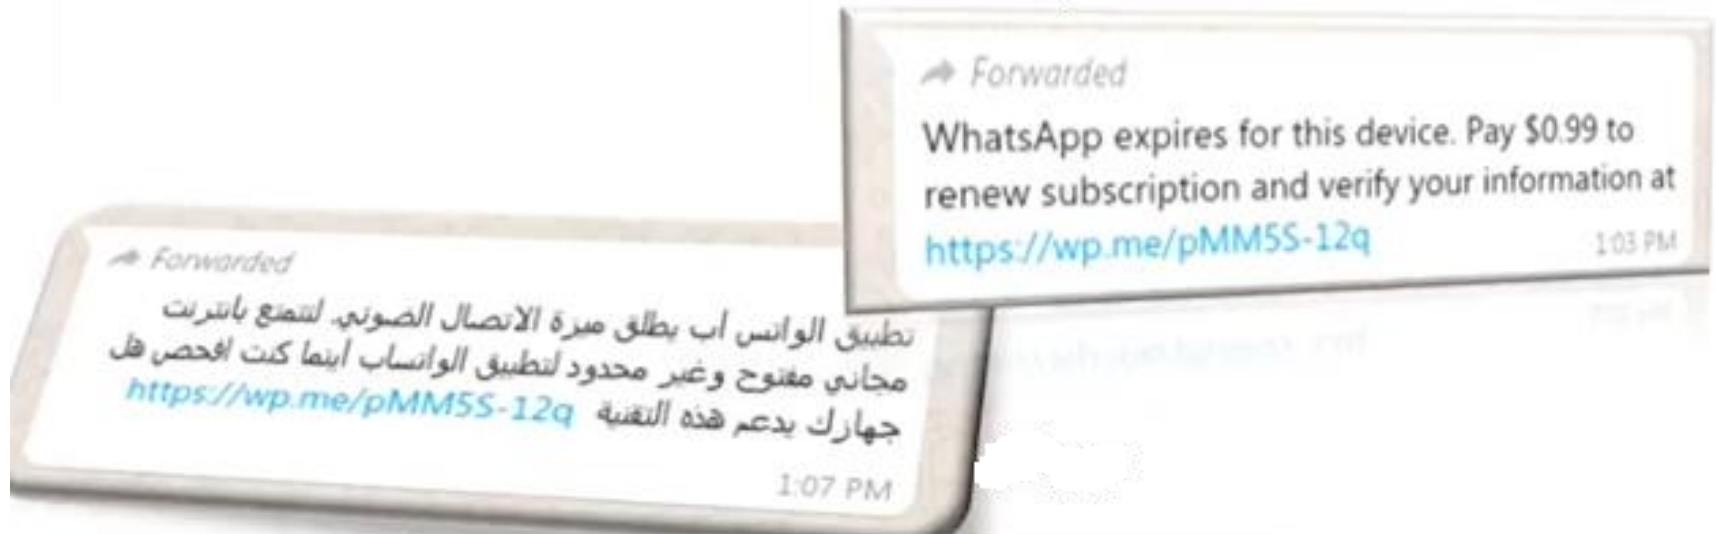 Forwarded
WhatsApp expires for this device. Pay $0.99 to
renew subscription and verify your information at
https://wp.me/pMM5S-12q
1:03 PM
Forwarded
تطبيق الواتس أب يطلق ميزة الاتصال الصوتي. لتتمتع بانترنت
مجاني مفتوح وغير محدود لتطبيق الواتساب أينما كنت افحص هل
جهازك يدعم هذه التقنية https://wp.me/pMM5S-12q
1:07 PM